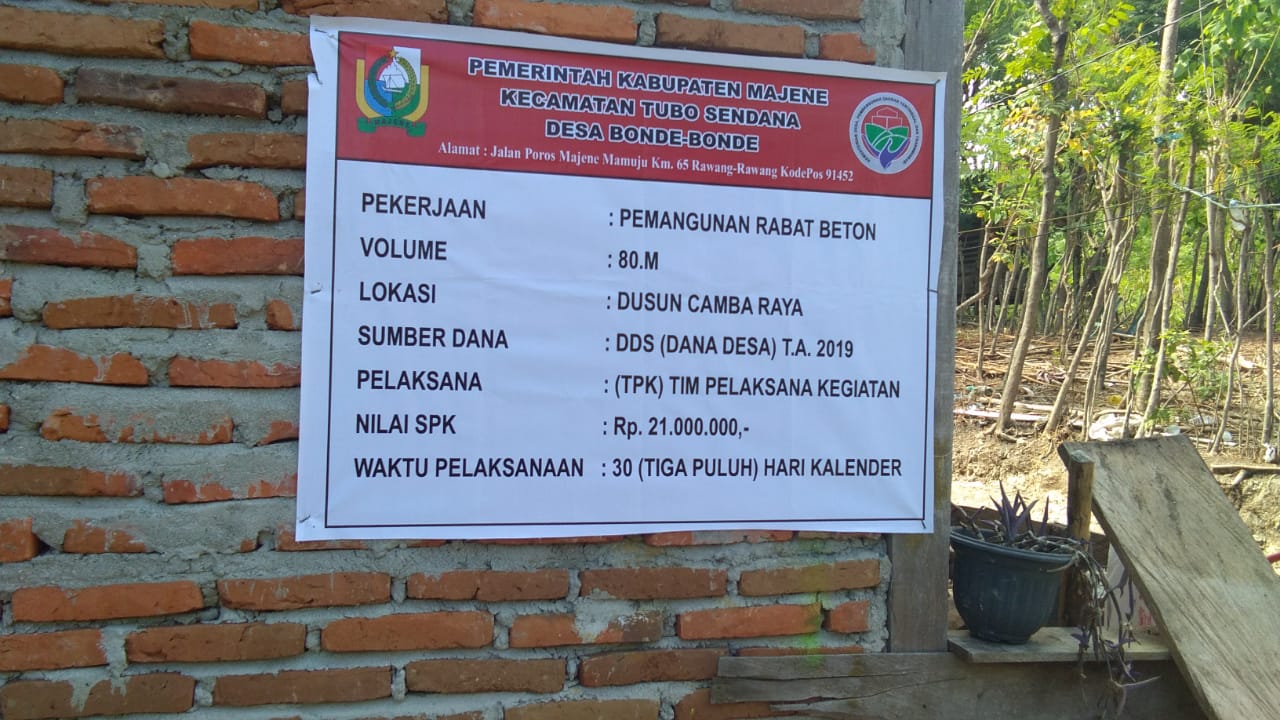 PEMERINTAH KABUPATEN MAJENE
KECAMATAN TUBO SENDANA
DESA BONDE-BONDE
Alamat : Jalan Poros Majene Mamuju Km. 65 Rawang-Rawang KodePos 91452
MAJENE
PEKERJAAN : PEMANGUNAN RABAT BETON
VOLUME : 80.M
LOKASI : DUSUN CAMBA RAYA
SUMBER DANA : DDS (DANA DESA) T.A. 2019
PELAKSANA : (TPK) TIM PELAKSANA KEGIATAN
NILAI SPK : Rp. 21.000.000,-
WAKTU PELAKSANAAN : 30 (TIGA PULUH) HARI KALENDER